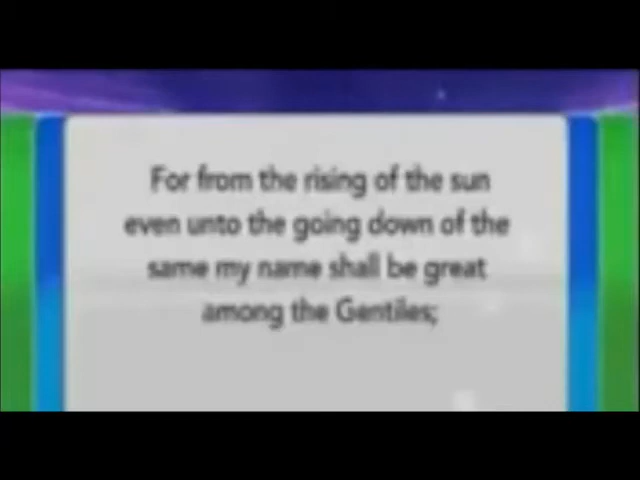 For from the rising of the sun
even unto the going down of the
same my name shall be great
among the Gentiles;